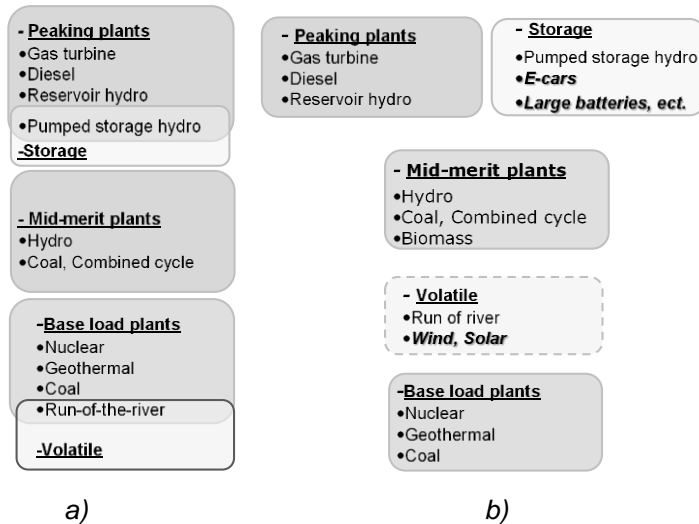 - Peaking plants
•Gas turbine
•Diesel
•Reservoir hydro
•Pumped storage hydro
-Storage
- Mid-merit plants
•Hydro
•Coal, Combined cycle
-Base load plants
•Nuclear
•Geothermal
•Coal
•Run-of-the-river
-Volatile
a)
- Peaking plants
•Gas turbine
•Diesel
•Reservoir hydro
- Storage
•Pumped storage hydro
•E-cars
•Large batteries, ect.
- Mid-merit plants
•Hydro
•Coal, Combined cycle
•Biomass
- Volatile
•Run of river
•Wind, Solar
-Base load plants
•Nuclear
•Geothermal
•Coal
b)